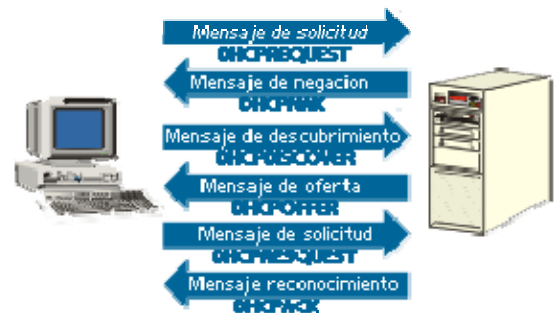 Mensaje de solicitud
DHCPREQUEST
Mensaje de negacion
DHCPNAK
Mensaje de descubrimiento
DHCPDISCOVER
Mensaje de oferta
DHCPOFFER
Mensaje de solicitud
DHCPRESQUEST
Mensaje reconocimiento
DHCPACK